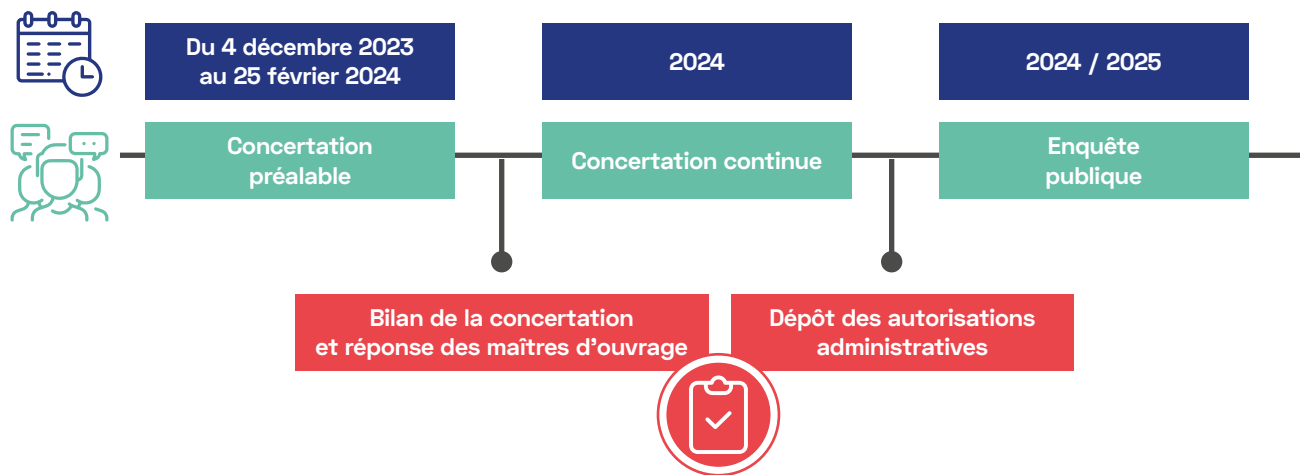 Du 4 décembre 2023
au 25 février 2024
2024
2024 / 2025
Concertation
préalable
Concertation continue
Enquête
publique
Bilan de la concertation
et réponse des maîtres d'ouvrage
Dépôt des autorisations
administratives